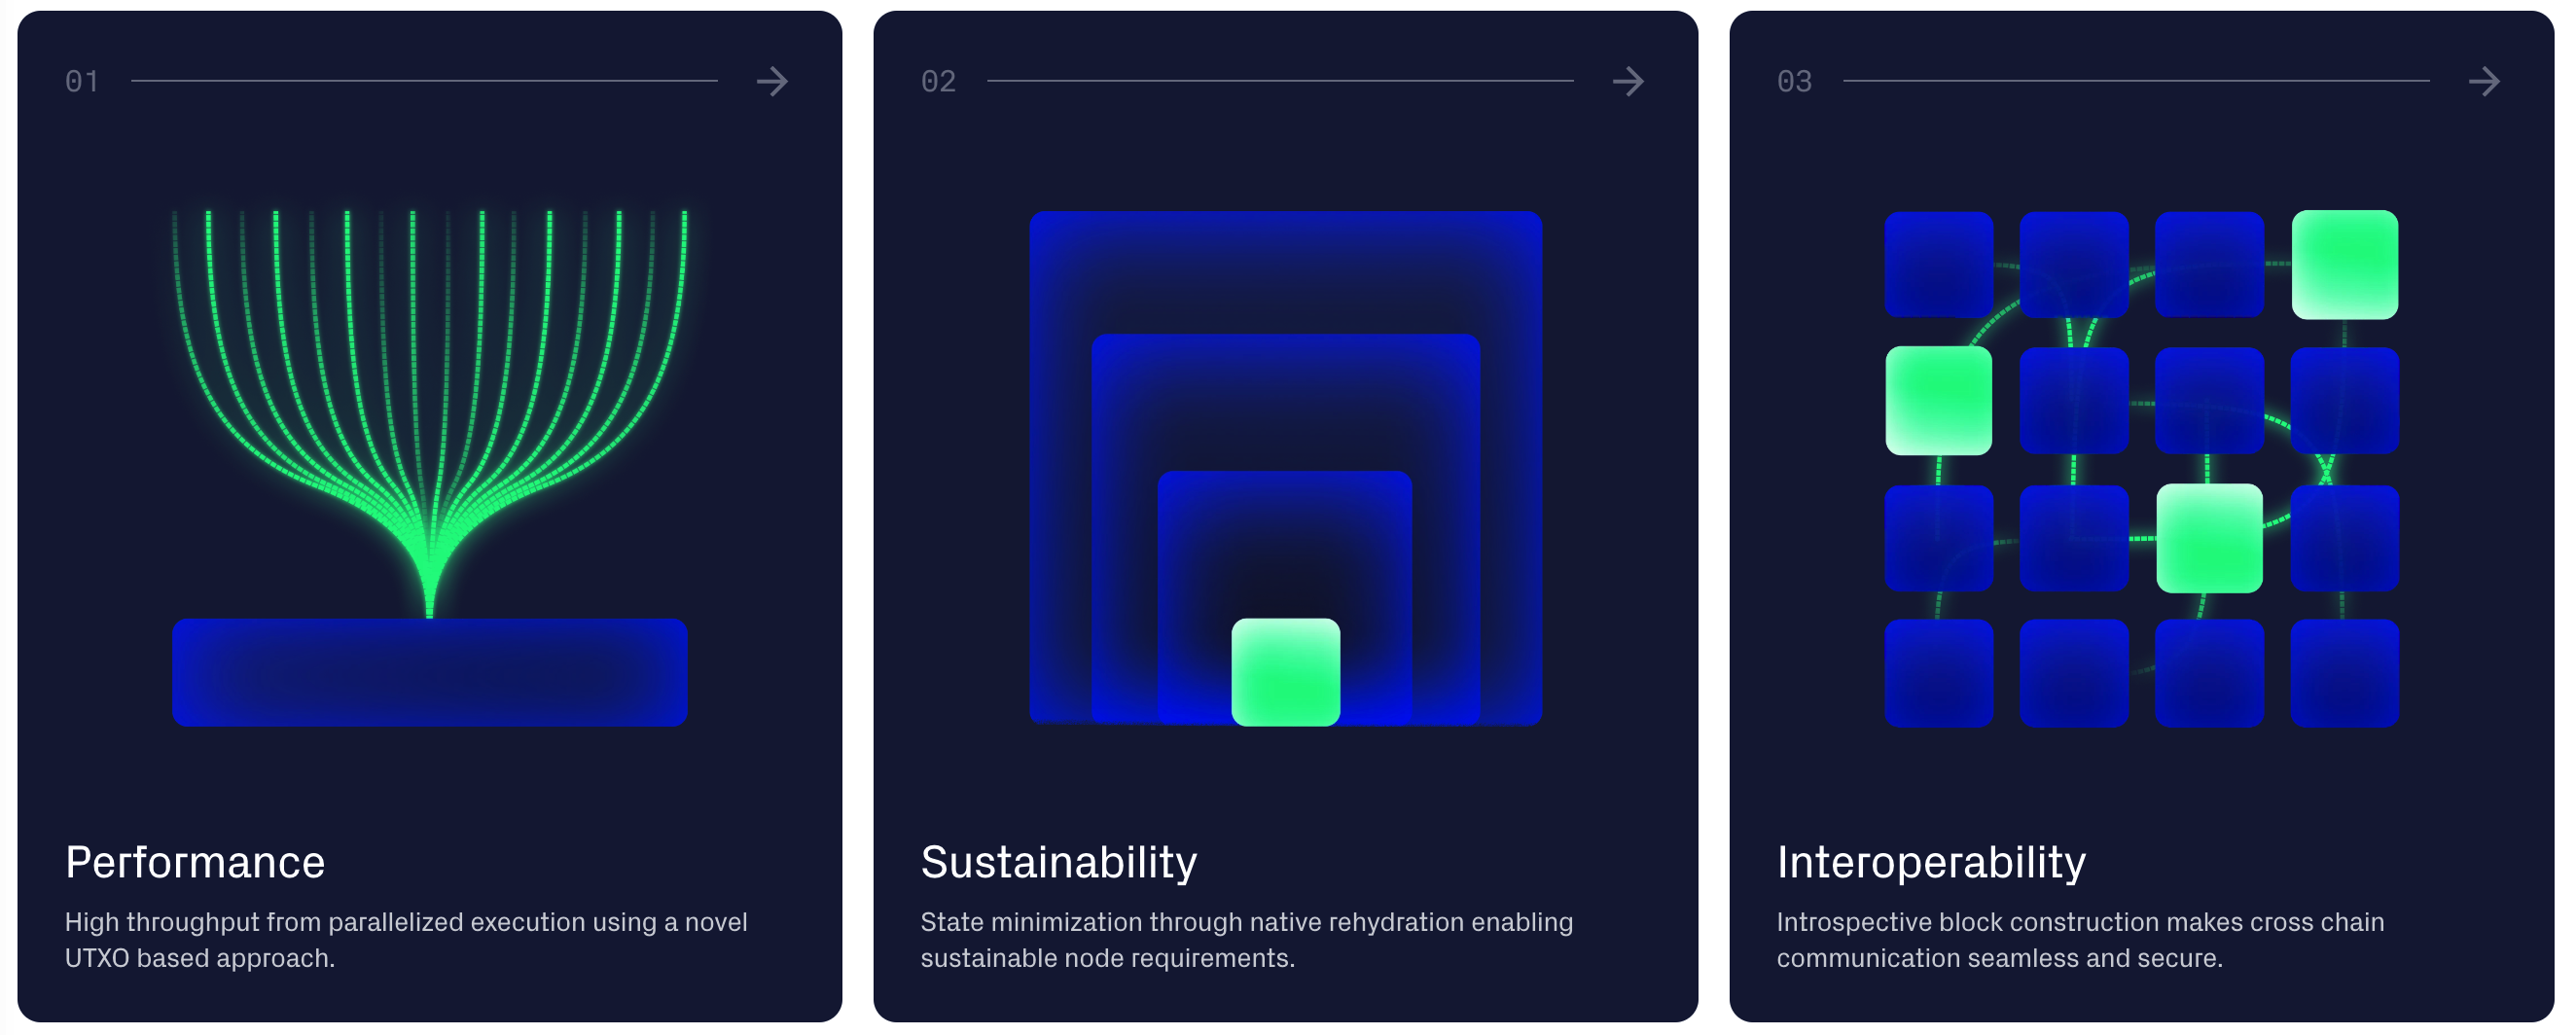 01
Performance
High throughput from parallelized execution using a novel
UTXO based approach.
02
Sustainability
State minimization through native rehydration enabling
sustainable node requirements.
03
Interoperability
Introspective block construction makes cross chain
communication seamless and secure.